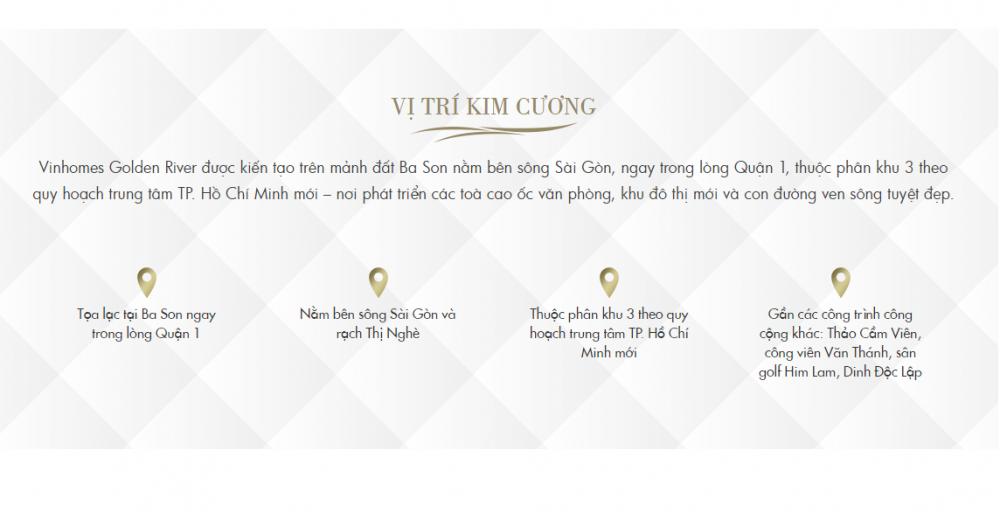 VỊ TRÍ KIM CƯƠNG
Vinhomes Golden River được kiến tạo trên mảnh đất Ba Son nằm bên sông Sài Gòn, ngay trong lòng Quận 1, thuộc phân khu 3 theo
quy hoạch trung tâm TP. Hồ Chí Minh mới – nơi phát triển các toà cao ốc văn phòng, khu đô thị mới và con đường ven sông tuyệt đẹp.
Tọa lạc tại Ba Son ngay
trong lòng Quận 1
Nằm bên sông Sài Gòn và
rạch Thị Nghè
Thuộc phân khu 3 theo quy
hoạch trung tâm TP. Hồ Chí
Minh mới
Gần các công trình công
cộng khác: Thảo Cầm Viên,
công viên Văn Thánh, sân
golf Him Lam, Dinh Độc Lập